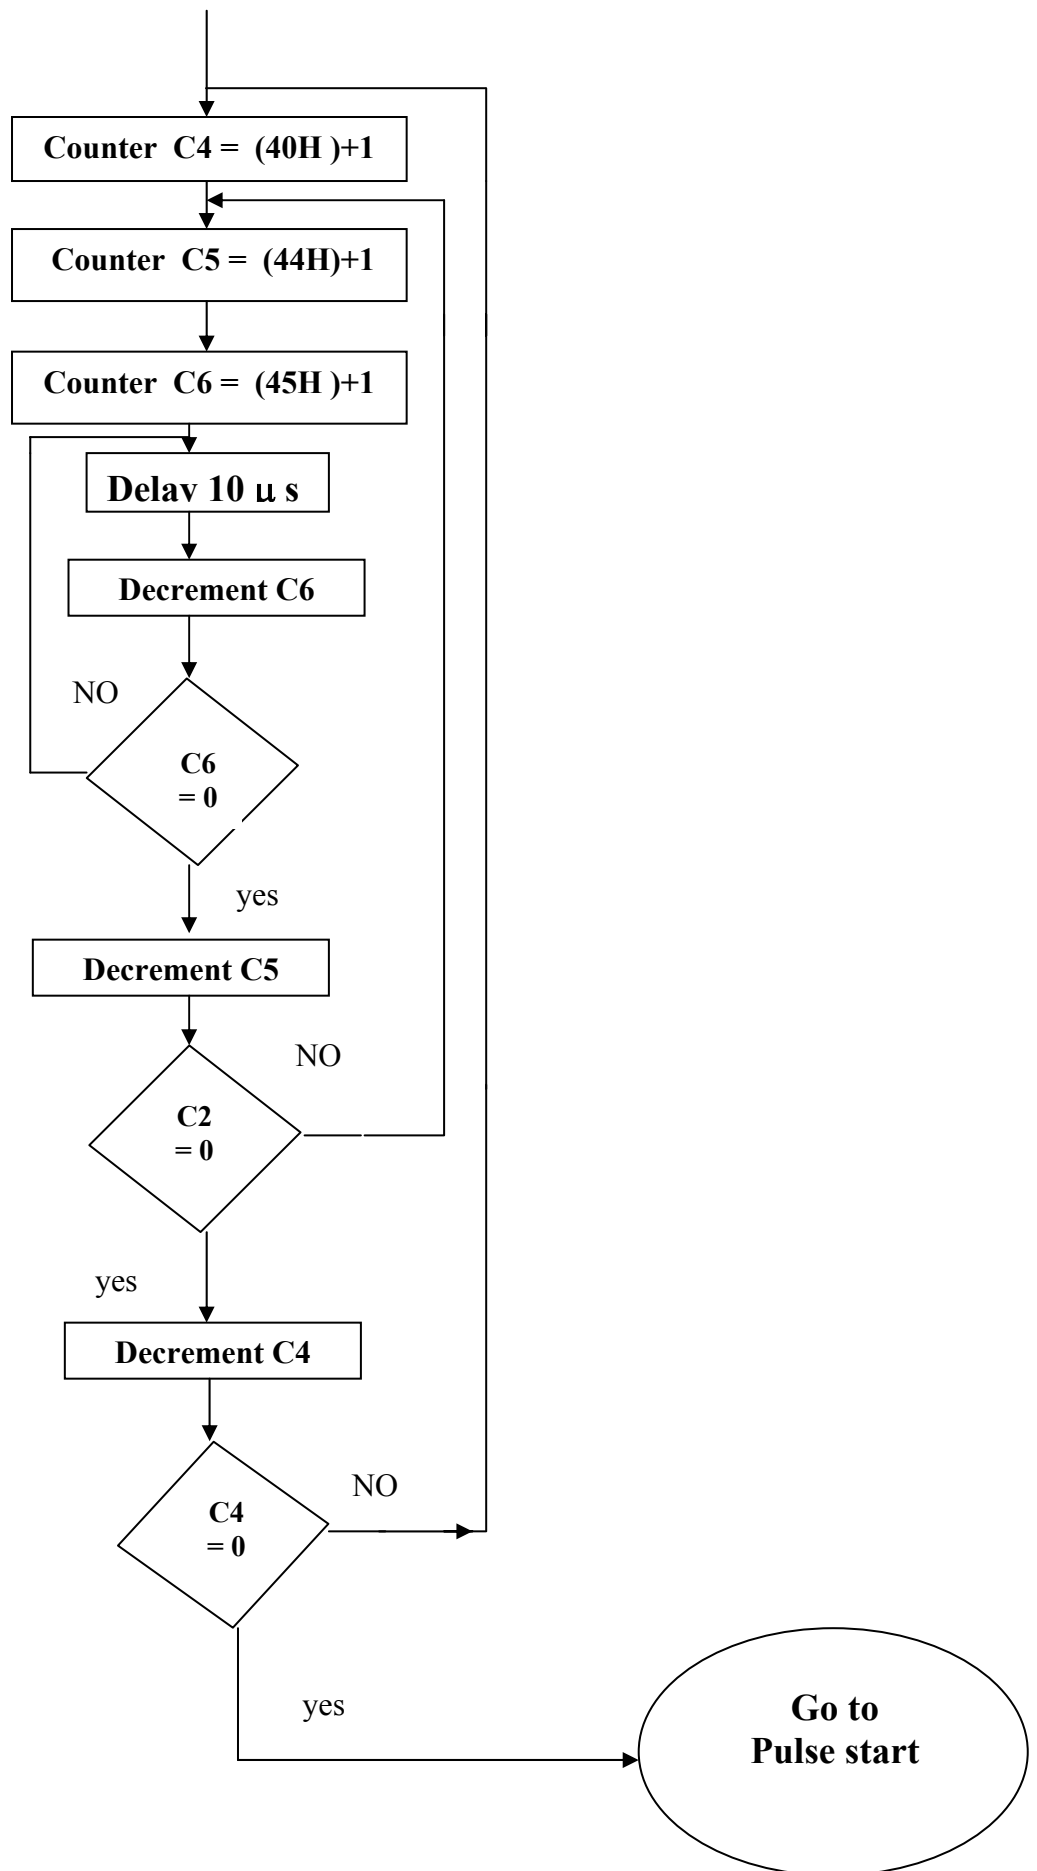 Counter C4 = (40H )+1
Counter C5 = (44H)+1
Counter C6 = (45H )+1
Delay 10 μ s
Decrement C6
NO
C6
= 0
yes
Decrement C5
NO
C2
= 0
yes
Decrement C4
NO
C4
= 0
yes
Go to
Pulse start